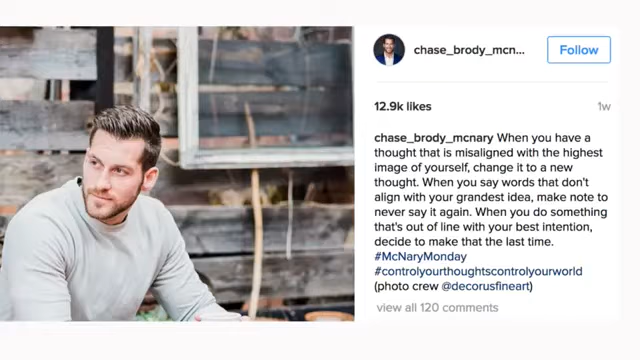 chase_brody_mcn...
Follow
12.9k likes
1w
chase_brody_mcnary When you have a
thought that is misaligned with the highest
image of yourself, change it to a new
thought. When you say words that don't
align with your grandest idea, make note to
never say it again. When you do something
that's out of line with your best intention,
decide to make that the last time.
#McNaryMonday
#controlyourthoughtscontrolyourworld
(photo crew @decorusfineart)
view all 120 comments